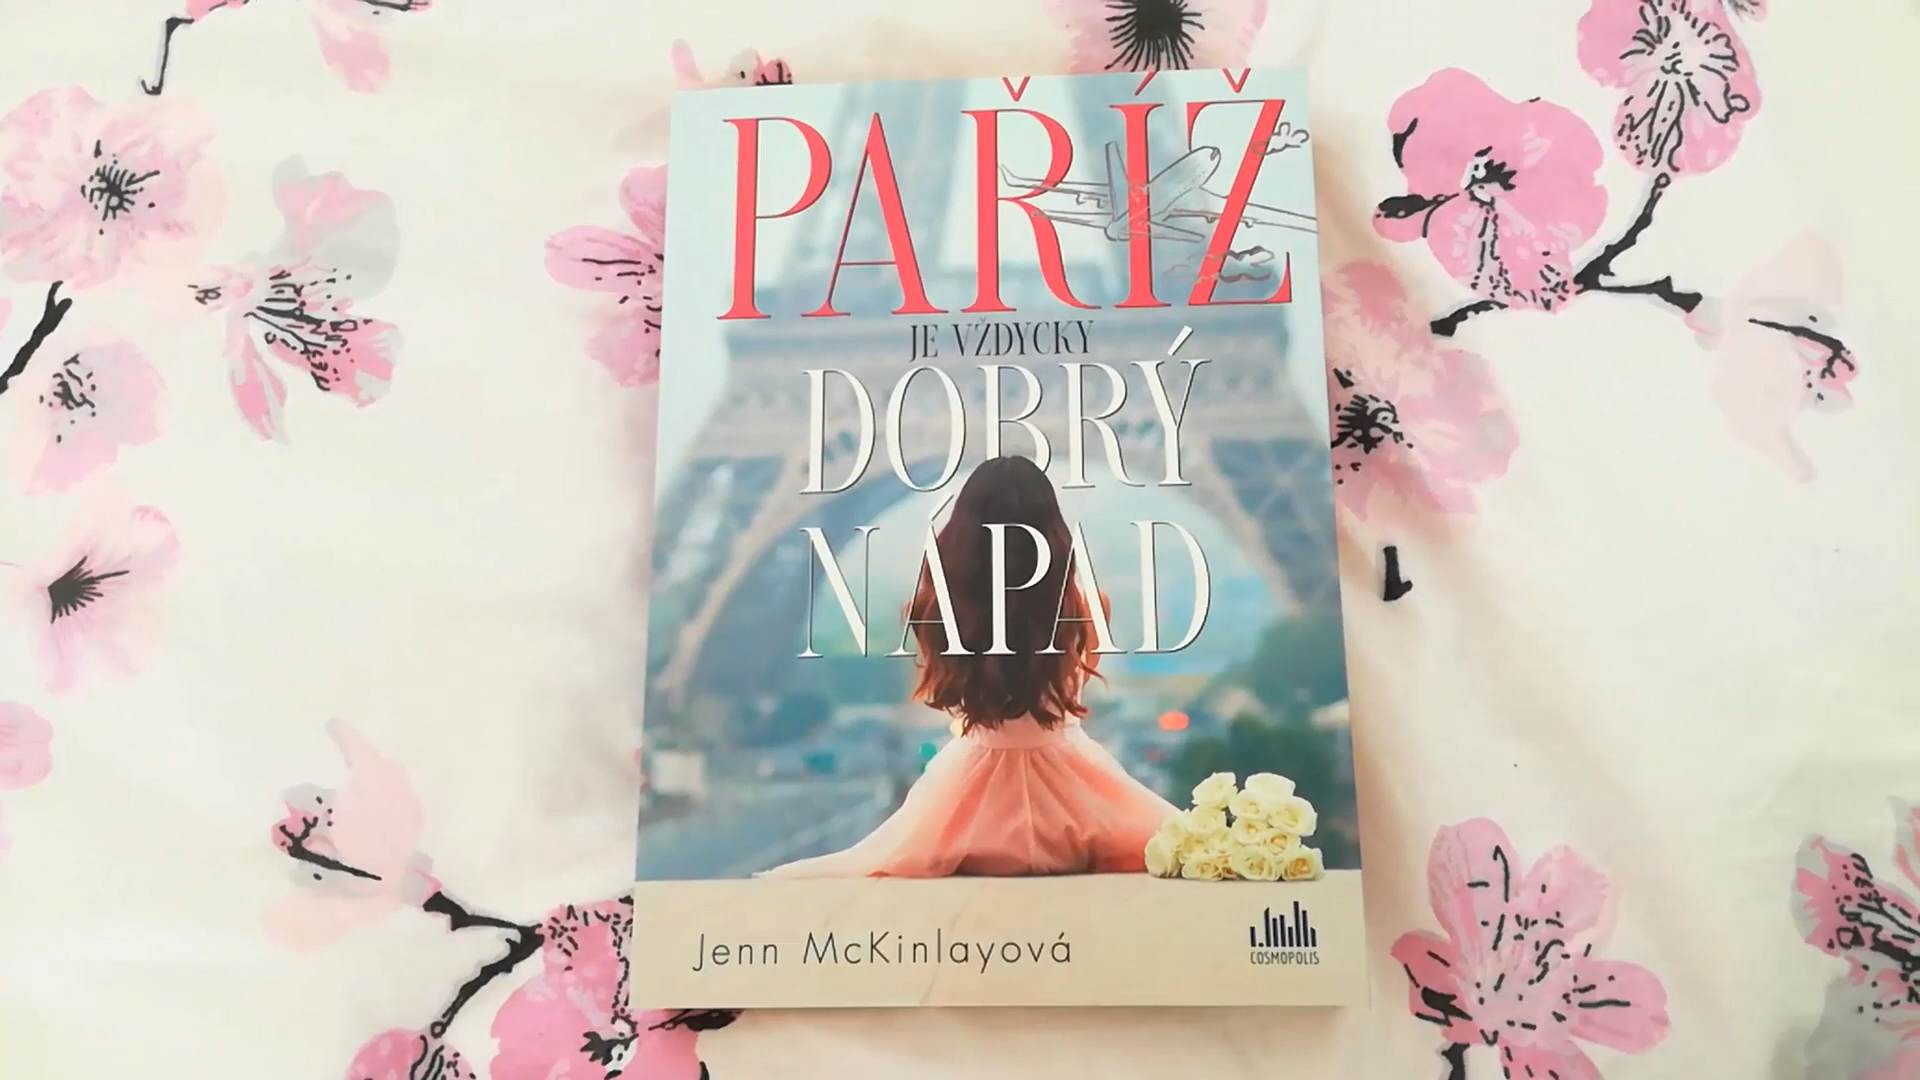 PAŘÍŽ
JE VŽDYCKY
DOBRÝ
NÁPAD
Jenn McKinlayová
COSMOPOLIS